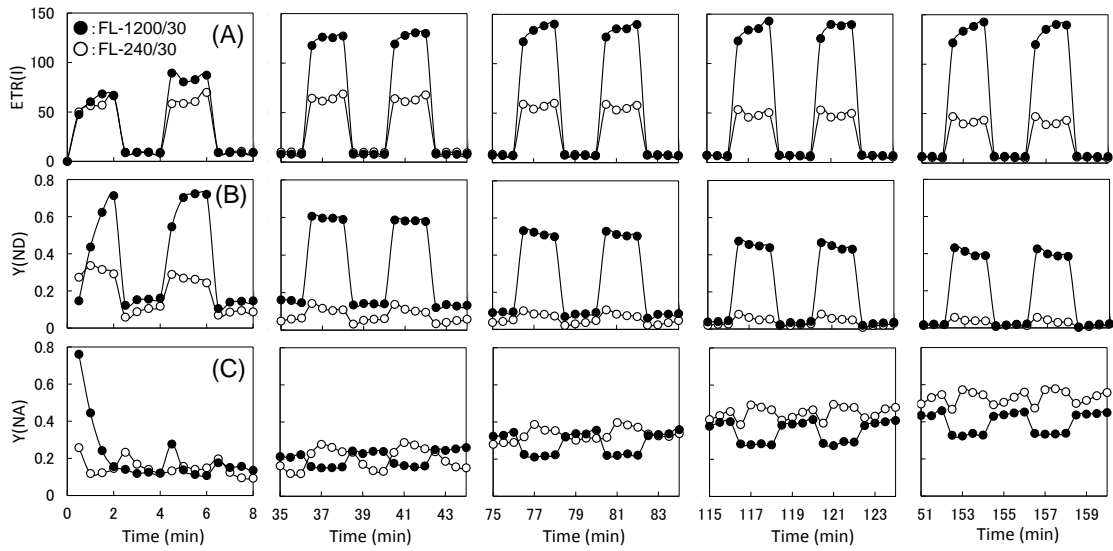 150
100
50
0
ETR(I)
●: FL-1200/30
○: FL-240/30
(A)
0.8
0.6
0.4
0.2
0
Y(ND)
(B)
0.8
0.6
0.4
0.2
0
Y(NA)
(C)
0 2 4 6 8
35 37 39 41 43
75 77 79 81 83
115 117 119 121 123
51 153 155 157 159
Time (min) Time (min) Time (min) Time (min) Time (min)